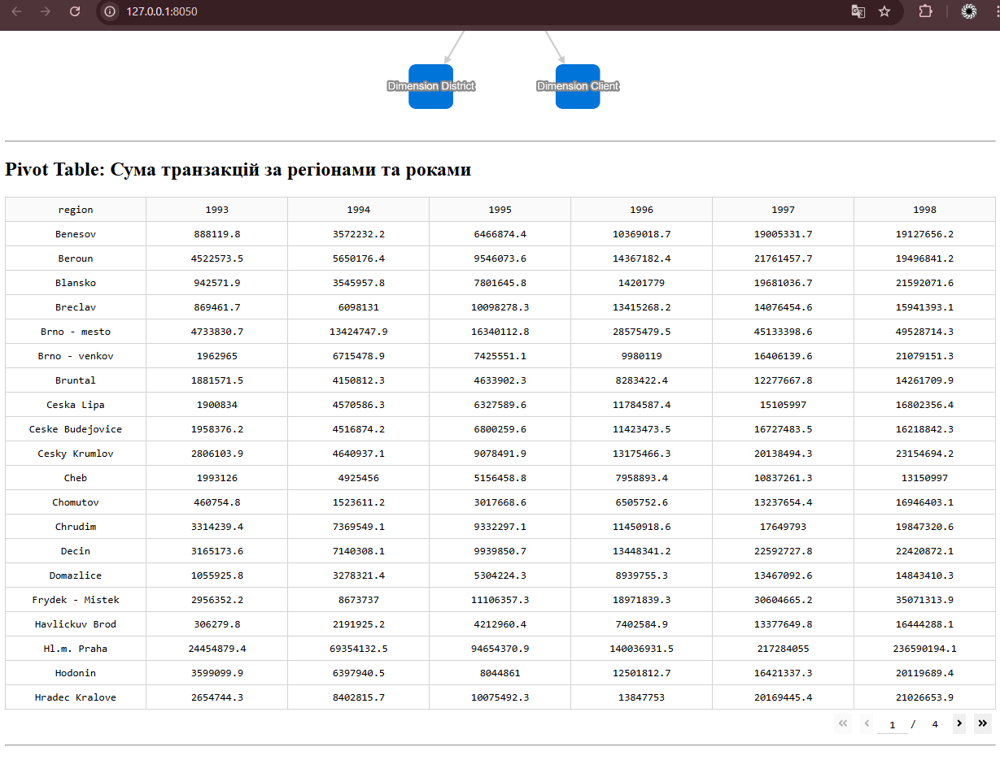 127.0.0.1:8050
Dimension District Dimension Client
Pivot Table: Сума транзакцій за регіонами та роками
region 1993 1994 1995 1996 1997 1998
Benesov 888119.8 3572232.2 6466874.4 10369018.7 19005331.7 19127656.2
Beroun 4522573.5 5650176.4 9546073.6 14367182.4 21761457.7 19496841.2
Blansko 942571.9 3545957.8 7801645.8 14201779 19681036.7 21592071.6
Breclav 869461.7 6098131 10098278.3 13415268.2 14076454.6 15941393.1
Brno - mesto 4733830.7 13424747.9 16340112.8 28575479.5 45133398.6 49528714.3
Brno - venkov 1962965 6715478.9 7425551.1 9980119 16406139.6 21079151.3
Bruntal 1881571.5 4150812.3 4633902.3 8283422.4 12277667.8 14261709.9
Ceska Lipa 1900834 4570586.3 6327589.6 11784587.4 15105997 16802356.4
Ceske Budejovice 1958376.2 4516874.2 6800259.6 11423473.5 16727483.5 16218842.3
Cesky Krumlov 2806103.9 4640937.1 9078491.9 13175466.3 20138494.3 23154694.2
Cheb 1993126 4925456 5156458.8 7958893.4 10837261.3 13150997
Chomutov 460754.8 1523611.2 3017668.6 6505752.6 13237654.4 16946403.1
Chrudim 3314239.4 7369549.1 9332297.1 11450918.6 17649793 19847320.6
Decin 3165173.6 7140308.1 9939850.7 13448341.2 22592727.8 22420872.1
Domazlice 1055925.8 3278321.4 5304224.3 8939755.3 13467092.6 14843410.3
Frydek - Mistek 2956352.2 8673737 11106357.3 18971839.3 30604665.2 35071313.9
Havlickuv Brod 306279.8 2191925.2 4212960.4 7402584.9 13377649.8 16444288.1
Hl.m. Praha 24454879.4 69354132.5 94654370.9 140036931.5 217284055 236590194.1
Hodonin 3599099.9 6397940.5 8044861 12501812.7 16421337.3 20119689.4
Hradec Kralove 2654744.3 8402815.7 10075492.3 13847753 20169445.4 21026653.9
1 / 4